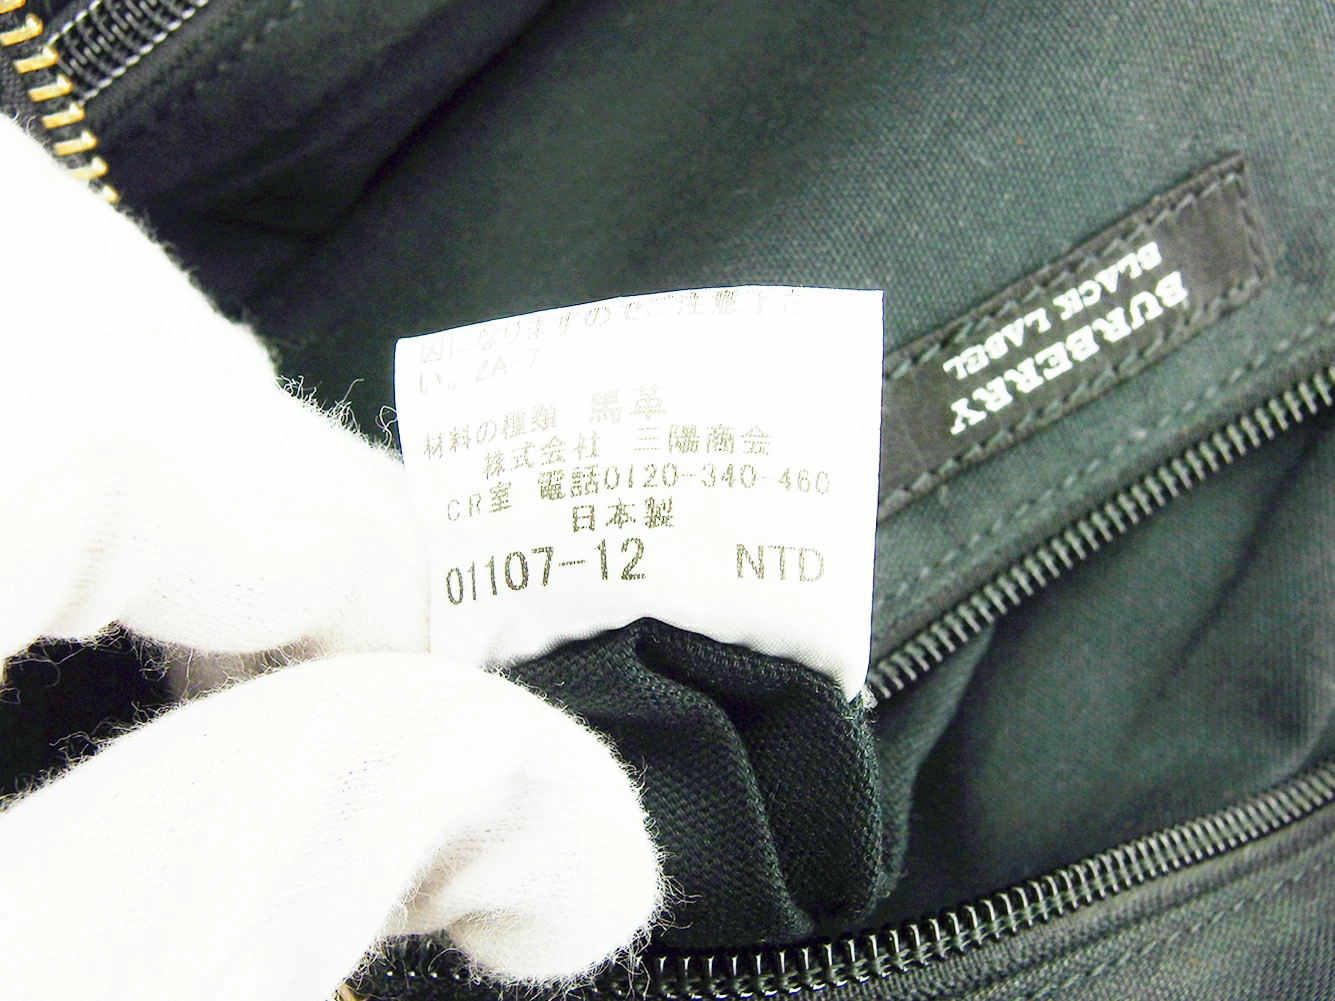 因になりますのでご注意下さ
い。ZA-7
材料の種類 馬革
株式会社 三陽商会
CR室 電話0120-340-460
日本製
01107-12 NTD
BURBERRY
BLACK LABEL